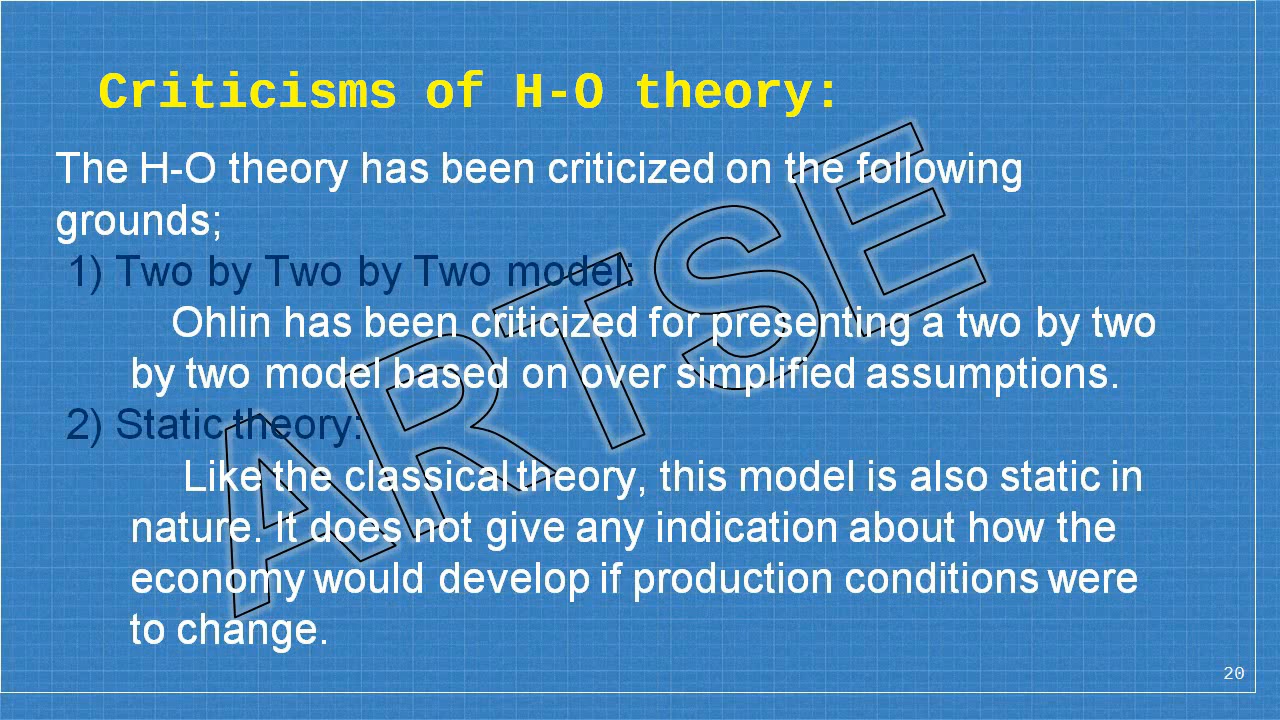 Criticisms of H-O theory:
The H-O theory has been criticized on the following
grounds;
1) Two by Two by Two model:
Ohlin has been criticized for presenting a two by two
by two model based on over simplified assumptions.
2) Static theory:
Like the classical theory, this model is also static in
nature. It does not give any indication about how the
economy would develop if production conditions were
to change.
ARTSE
20